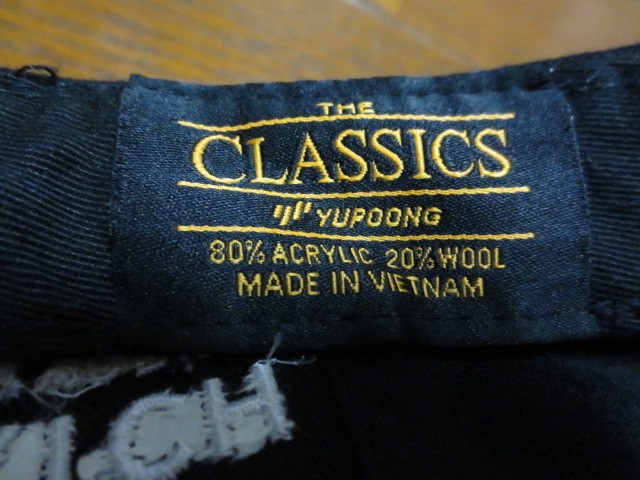 THE
CLASSICS
YUPOONG
80% ACRYLIC 20% WOOL
MADE IN VIETNAM